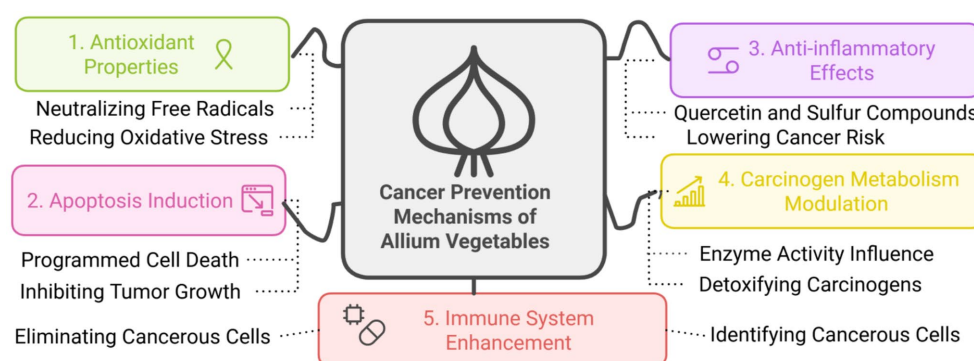 1. Antioxidant
Properties
Neutralizing Free Radicals
Reducing Oxidative Stress
2. Apoptosis Induction
Programmed Cell Death
Inhibiting Tumor Growth
Cancer Prevention
Mechanisms of
Allium Vegetables
3. Anti-inflammatory
Effects
Quercetin and Sulfur Compounds
Lowering Cancer Risk
4. Carcinogen Metabolism
Modulation
Enzyme Activity Influence
Detoxifying Carcinogens
5. Immune System
Enhancement
Eliminating Cancerous Cells
Identifying Cancerous Cells